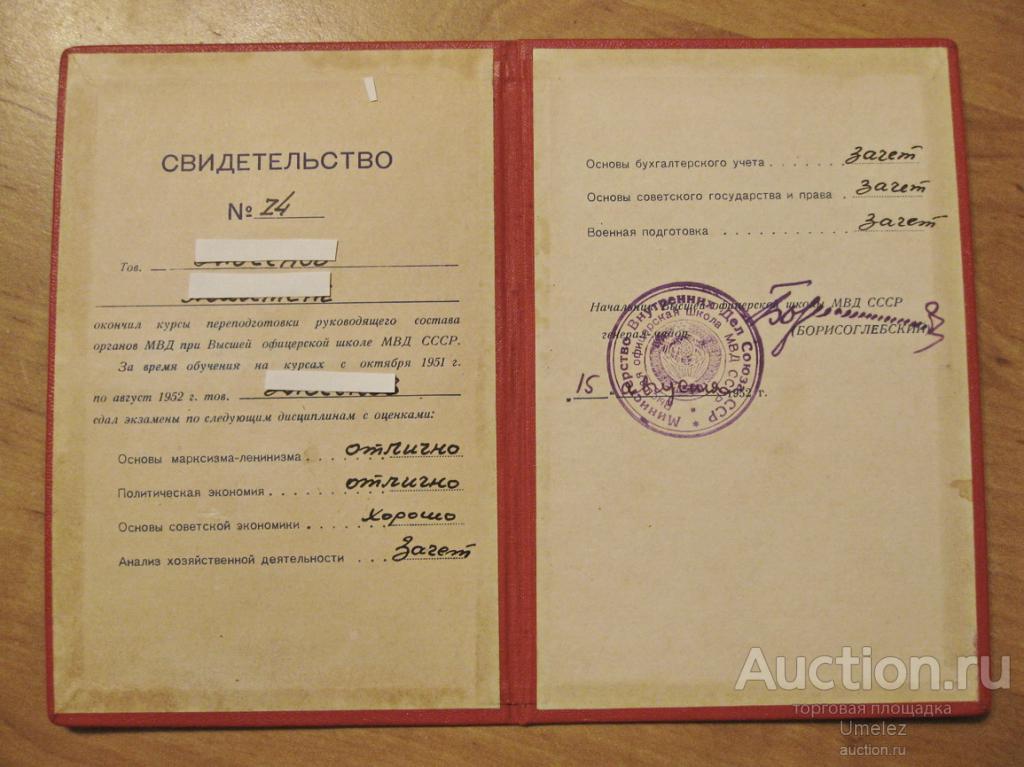 СВИДЕТЕЛЬСТВО
№ 24
Тов.
окончил курсы переподготовки руководящего состава
органов МВД при Высшей офицерской школе МВД СССР.
За время обучения на курсах с октября 1951 г.
по август 1952 г. тов.
сдал экзамены по следующим дисциплинам с оценками:
Основы марксизма-ленинизма . . . . . . отлично
Политическая экономия . . . . . . . . . . отлично
Основы советской экономики . . . . . . хорошо
Анализ хозяйственной деятельности . . . Зачет
Основы бухгалтерского учета . . . . . . . зачет
Основы советского государства и права . зачет
Военная подготовка . . . . . . . . . . . зачет
Начальник Высшей офицерской школы МВД СССР
генерал-майор
(БОРИСОГЛЕБСКИЙ)
Министерство Внутренних Дел Союза ССР
Высшая офицерская школа МВД СССР
15 августа 1952 г.
Auction.ru
торговая площадка
Umelez
auction.ru